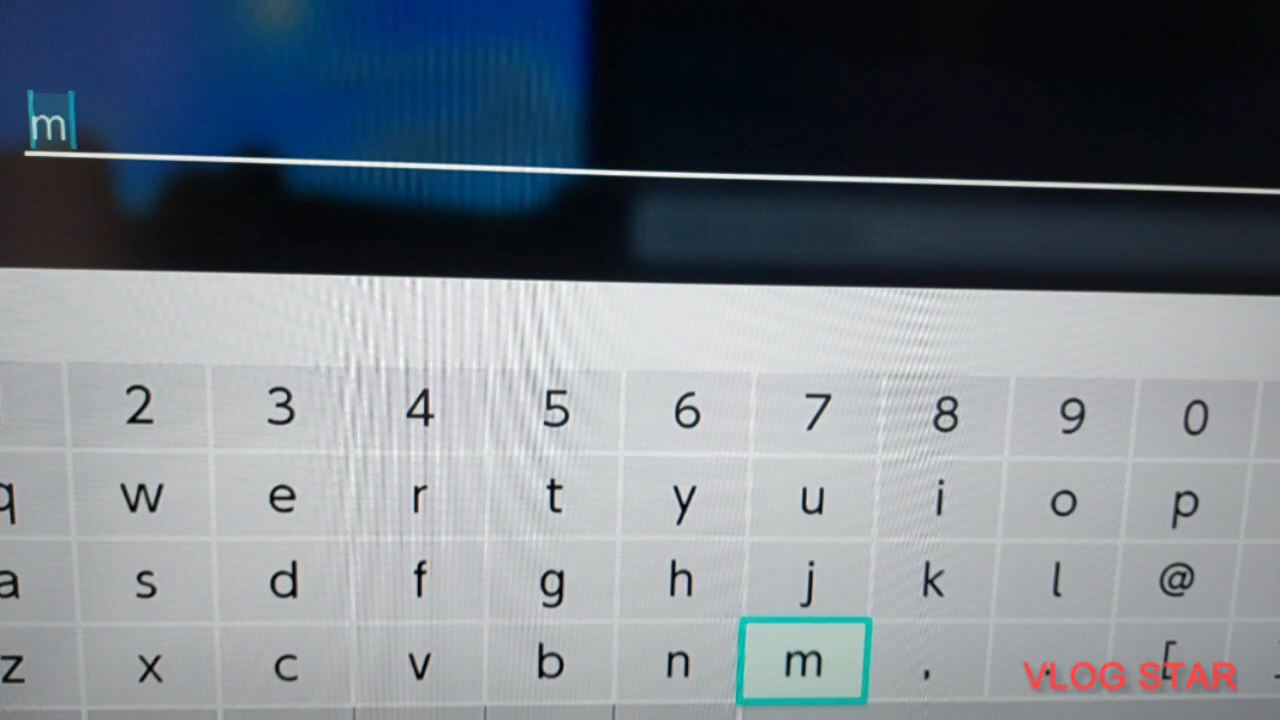 m
2 3 4 5 6 7 8 9 0
q w e r t y u i o p
a s d f g h j k l @
z x c v b n m , . [
VLOG STAR